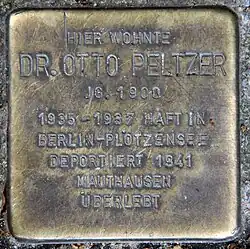 HIER WOHNTE
DR. OTTO PELTZER
JG. 1900
1935-1937 HAFT IN
BERLIN-PLÖTZENSEE
DEPORTIERT 1941
MAUTHAUSEN
ÜBERLEBT